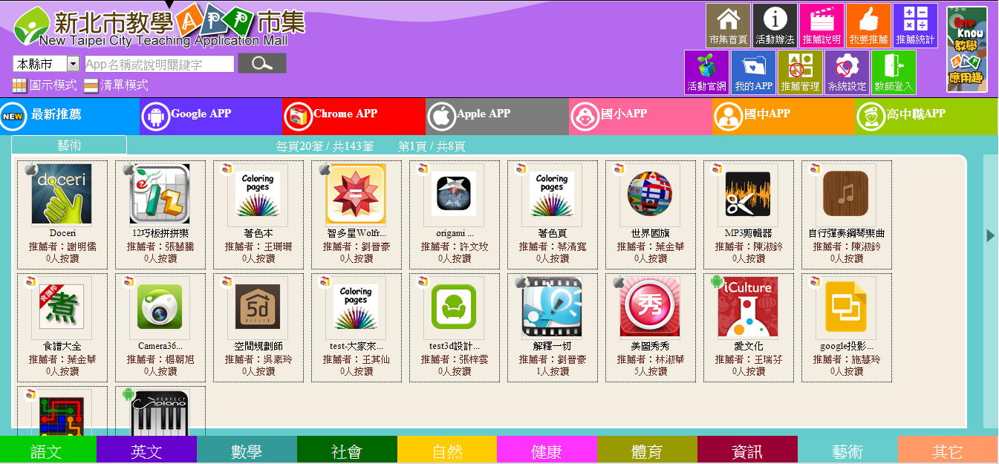 新北市教學APP市集
New Taipei City Teaching Application Mall
本縣市
App名稱或說明關鍵字
圖示模式
清單模式
市集首頁
活動辦法
推薦說明
我要推薦
推薦統計
活動官網
我的APP
推薦管理
系統設定
教師登入
One
Know
教學
APP
應用趣
NEW
最新推薦
Google APP
Chrome APP
Apple APP
國小APP
國中APP
高中職APP
藝術
每頁20筆 / 共143筆
第1頁 / 共8頁
doceri
Doceri
推薦者：謝明儒
0人按讚
12巧板拼拼樂
推薦者：張藝騰
0人按讚
Coloring
pages
著色本
推薦者：王珊珊
0人按讚
智多星Wolfr...
推薦者：劉晉豪
0人按讚
origami ...
推薦者：許文玫
0人按讚
Coloring
pages
著色頁
推薦者：蔡清寬
0人按讚
世界國旗
推薦者：葉金華
0人按讚
MP3剪輯器
推薦者：陳淑鈴
0人按讚
自行彈奏鋼琴樂曲
推薦者：陳淑鈴
0人按讚
食譜邦
煮
食譜大全
推薦者：葉金華
0人按讚
Camera36...
推薦者：楊朝旭
0人按讚
5d
空間規劃師
推薦者：吳素玲
0人按讚
Coloring
pages
test-大家來...
推薦者：王其仙
0人按讚
test3d設計...
推薦者：張梓雲
0人按讚
解釋一切
推薦者：劉晉豪
1人按讚
秀
美圖秀秀
推薦者：林淑華
5人按讚
iCulture
愛文化
推薦者：王瑞芬
0人按讚
google投影...
推薦者：施慧玲
0人按讚
PERFECT
Piano
語文
英文
數學
社會
自然
健康
體育
資訊
藝術
其它